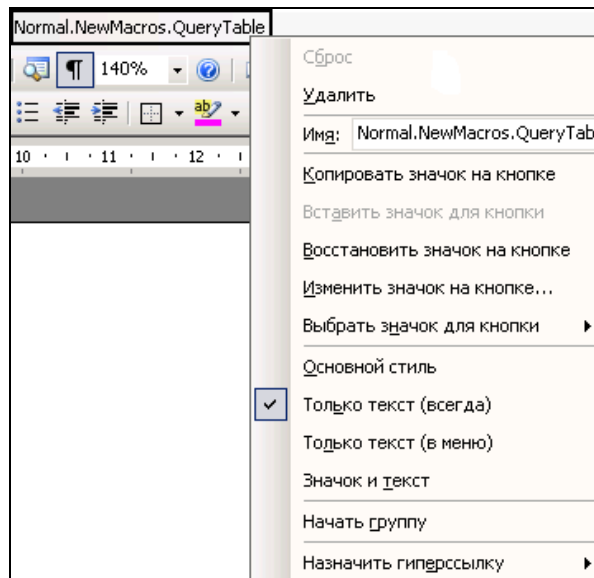 Normal.NewMacros.QueryTable
140%
10 11 12
Сброс
Удалить
Имя: Normal.NewMacros.QueryTab
Копировать значок на кнопке
Вставить значок для кнопки
Восстановить значок на кнопке
Изменить значок на кнопке...
Выбрать значок для кнопки
Основной стиль
Только текст (всегда)
Только текст (в меню)
Значок и текст
Начать группу
Назначить гиперссылку